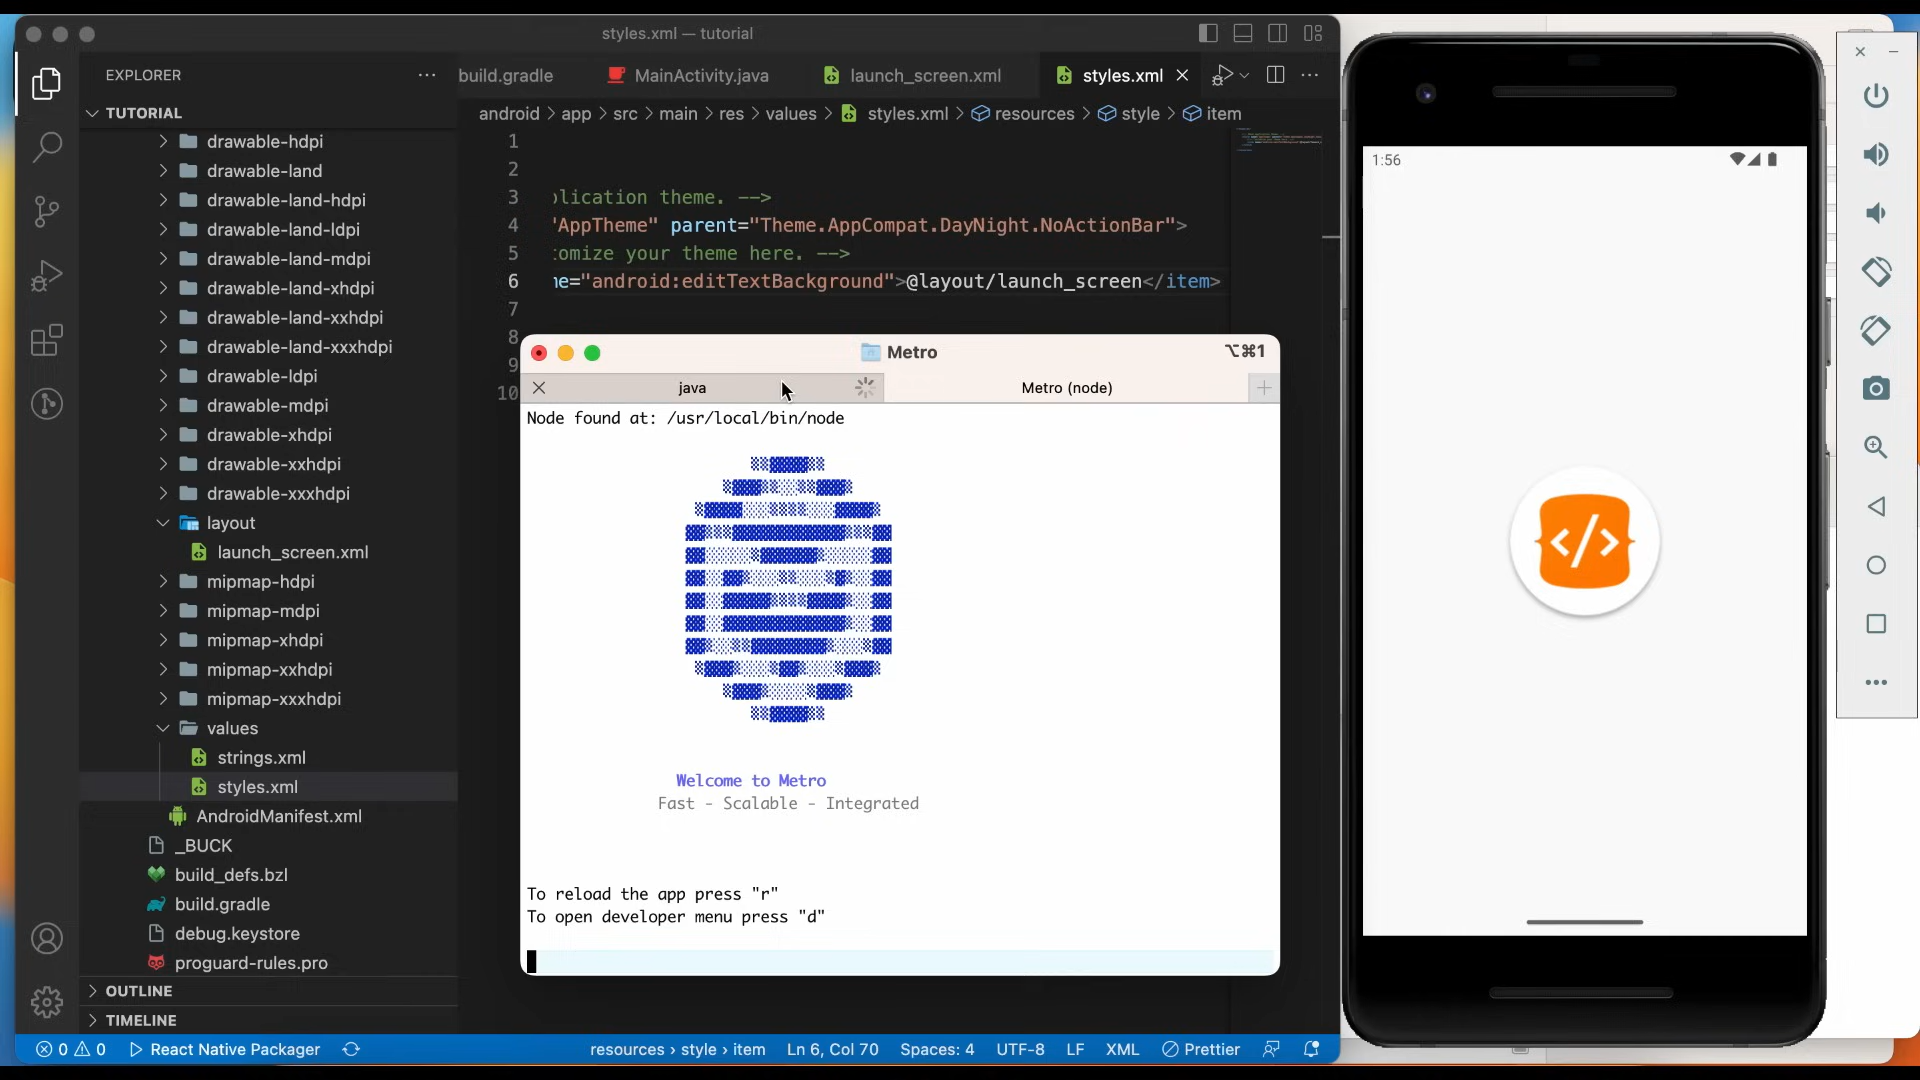 styles.xml — tutorial
EXPLORER
build.gradle
MainActivity.java
launch_screen.xml
styles.xml
TUTORIAL
android > app > src > main > res > values > styles.xml > resources > style > item
drawable-hdpi
drawable-land
drawable-land-hdpi
drawable-land-ldpi
drawable-land-mdpi
drawable-land-xhdpi
drawable-land-xxhdpi
drawable-land-xxxhdpi
drawable-ldpi
drawable-mdpi
drawable-xhdpi
drawable-xxhdpi
drawable-xxxhdpi
layout
launch_screen.xml
mipmap-hdpi
mipmap-mdpi
mipmap-xhdpi
mipmap-xxhdpi
mipmap-xxxhdpi
values
strings.xml
styles.xml
AndroidManifest.xml
_BUCK
build_defs.bzl
build.gradle
debug.keystore
proguard-rules.pro
OUTLINE
TIMELINE
1
2
3 plication theme. -->
4 "AppTheme" parent="Theme.AppCompat.DayNight.NoActionBar">
5 tomize your theme here. -->
6 me="android:editTextBackground">@layout/launch_screen</item>
7
8
9
10
Metro
⌥⌘1
java
Metro (node)
Node found at: /usr/local/bin/node
Welcome to Metro
Fast - Scalable - Integrated
To reload the app press "r"
To open developer menu press "d"
1:56
</>
0 0 React Native Packager
resources › style › item Ln 6, Col 70 Spaces: 4 UTF-8 LF XML Prettier